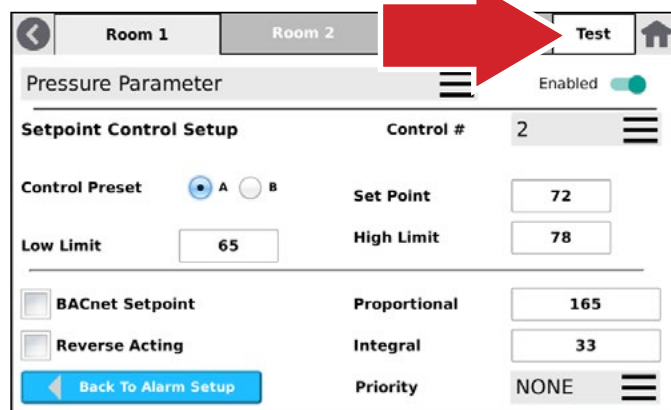 Room 1 Room 2 Test
Pressure Parameter Enabled
Setpoint Control Setup Control # 2
Control Preset A B Set Point 72
Low Limit 65 High Limit 78
BACnet Setpoint Proportional 165
Reverse Acting Integral 33
Back To Alarm Setup Priority NONE